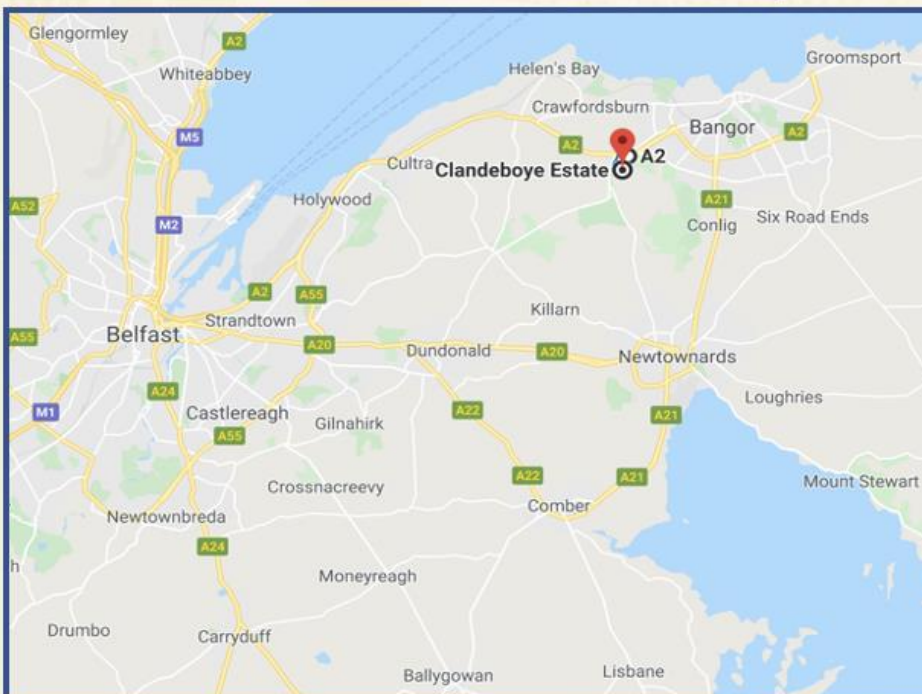 Glengormley
A2
Groomsport
Whiteabbey
Helen's Bay
Crawfordsburn
M5
Bangor
A2
A2
Cultra
A2
Clandeboye Estate
A52
Holywood
A21
Six Road Ends
M2
Conlig
A2
A55
Killarn
Strandtown
Belfast
A55
A20
Dundonald
A20
Newtownards
A24
Loughries
M1
Castlereagh
A22
A21
Gilnahirk
A55
Crossnacreevy
A22
A21
Mount Stewart
Comber
Newtownbreda
A24
h
Moneyreagh
Drumbo
Carryduff
Lisbane
Ballygowan